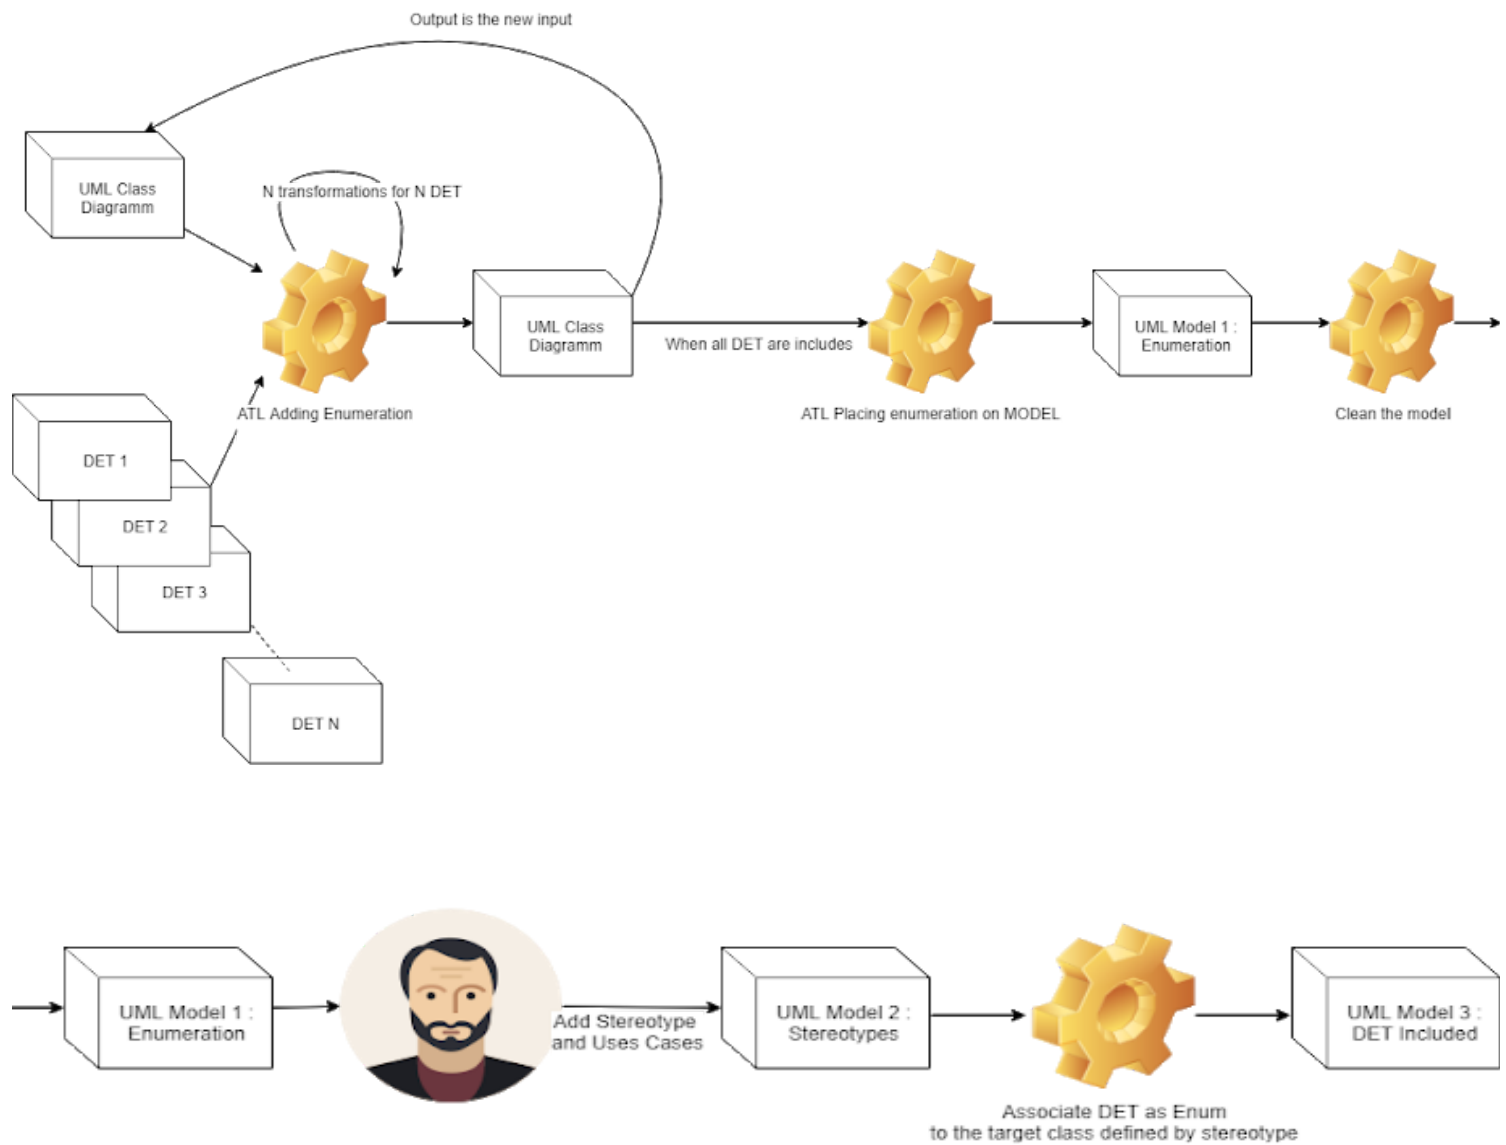 Output is the new input
UML Class
Diagramm
N transformations for N DET
UML Class
Diagramm
When all DET are includes
UML Model 1 :
Enumeration
ATL Adding Enumeration
ATL Placing enumeration on MODEL
Clean the model
DET 1
DET 2
DET 3
DET N
UML Model 1 :
Enumeration
Add Stereotype
and Uses Cases
UML Model 2 :
Stereotypes
UML Model 3 :
DET Included
Associate DET as Enum
to the target class defined by stereotype